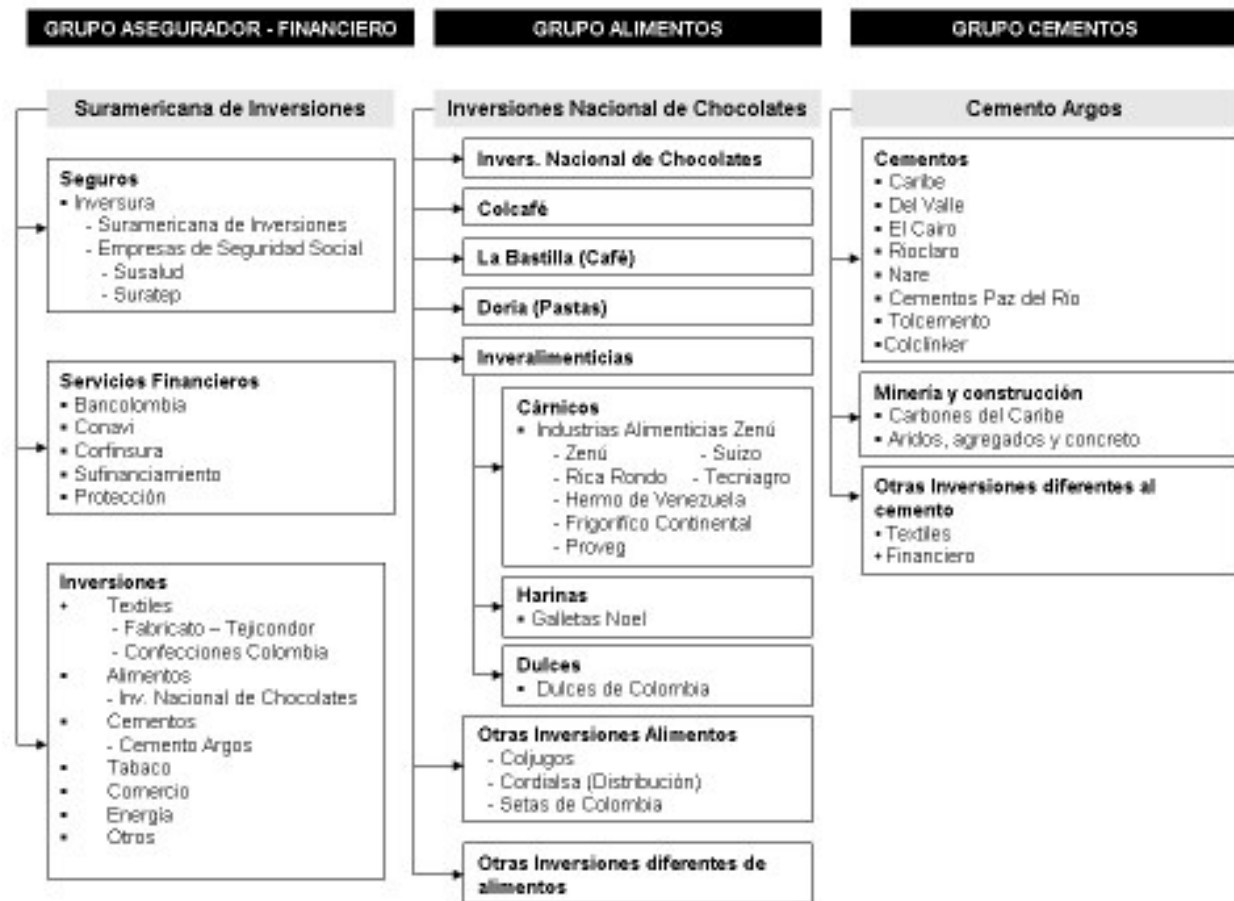 GRUPO ASEGURADOR - FINANCIERO
Suramericana de Inversiones
Seguros
▪ Inversura
- Suramericana de Inversiones
- Empresas de Seguridad Social
- Susalud
- Suratep
Servicios Financieros
▪ Bancolombia
▪ Conavi
▪ Corfinsura
▪ Sufinanciamiento
▪ Protección
Inversiones
• Textiles
- Fabricato – Tejicondor
- Confecciones Colombia
▪ Alimentos
- Inv. Nacional de Chocolates
▪ Cementos
- Cemento Argos
▪ Tabaco
▪ Comercio
▪ Energía
▪ Otros
GRUPO ALIMENTOS
Inversiones Nacional de Chocolates
Invers. Nacional de Chocolates
Colcafé
La Bastilla (Café)
Doria (Pastas)
Inveralimenticias
Cárnicos
▪ Industrias Alimenticias Zenú
- Zenú - Suizo
- Rica Rondo - Tecniagro
- Hermo de Venezuela
- Frigorifico Continental
- Proveg
Harinas
▪ Galletas Noel
Dulces
▪ Dulces de Colombia
Otras Inversiones Alimentos
- Coljugos
- Cordialsa (Distribución)
- Setas de Colombia
Otras Inversiones diferentes de
alimentos
GRUPO CEMENTOS
Cemento Argos
Cementos
▪ Caribe
▪ Del Valle
▪ El Cairo
▪ Rioclaro
▪ Nare
▪ Cementos Paz del Río
▪ Tolcemento
▪Colclinker
Minería y construcción
▪ Carbones del Caribe
▪ Aridos, agregados y concreto
Otras Inversiones diferentes al
cemento
▪ Textiles
• Financiero